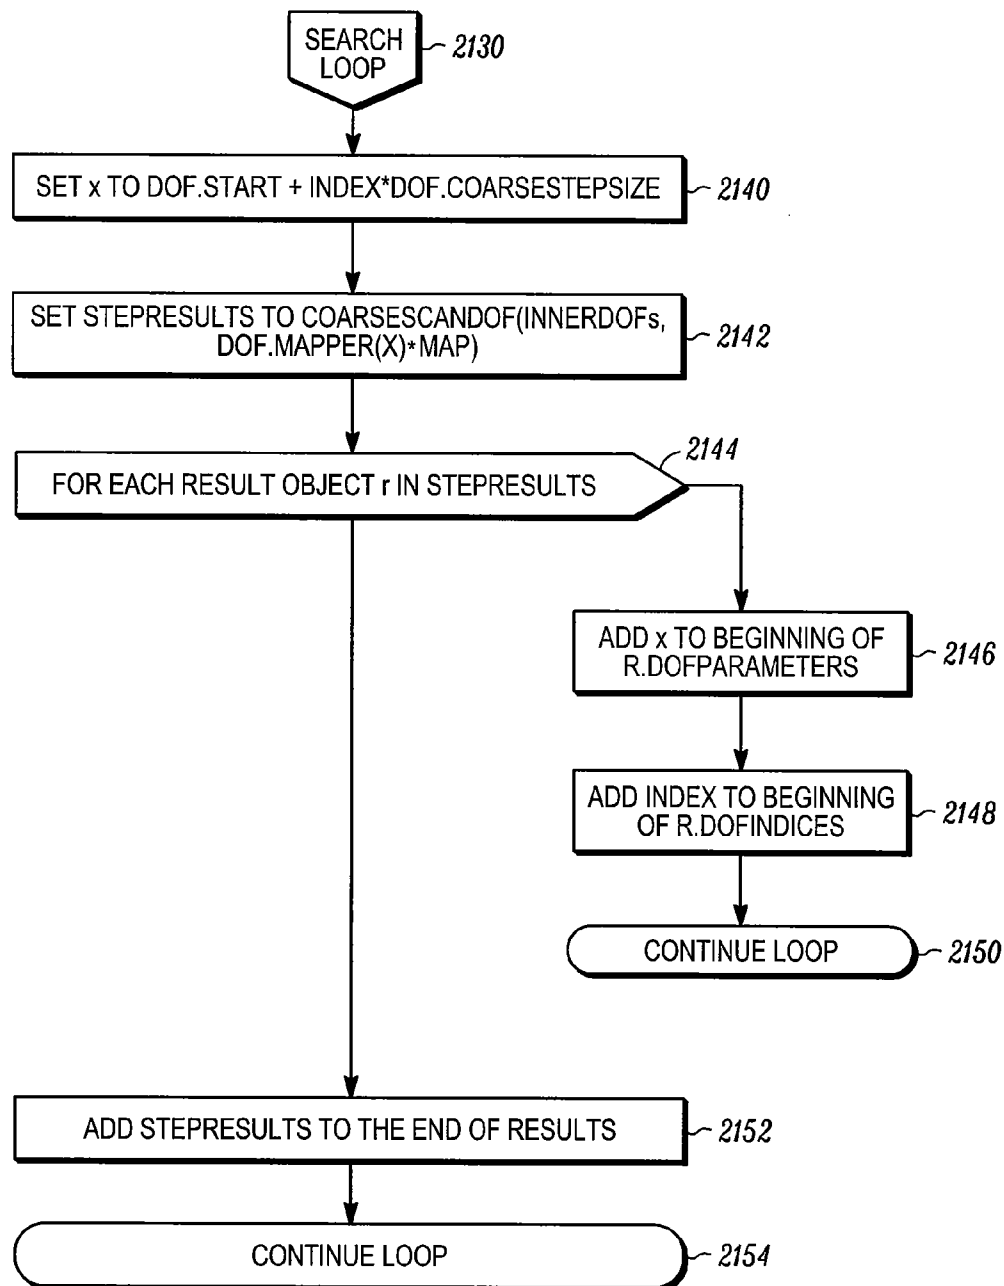 SEARCH
LOOP
2130
SET x TO DOF.START + INDEX*DOF.COARSESTEPSIZE
2140
SET STEPRESULTS TO COARSESCANDOF(INNERDOFs,
DOF.MAPPER(X)*MAP)
2142
2144
FOR EACH RESULT OBJECT r IN STEPRESULTS
ADD x TO BEGINNING OF
R.DOFPARAMETERS
2146
ADD INDEX TO BEGINNING
OF R.DOFINDICES
2148
CONTINUE LOOP
2150
ADD STEPRESULTS TO THE END OF RESULTS
2152
CONTINUE LOOP
2154